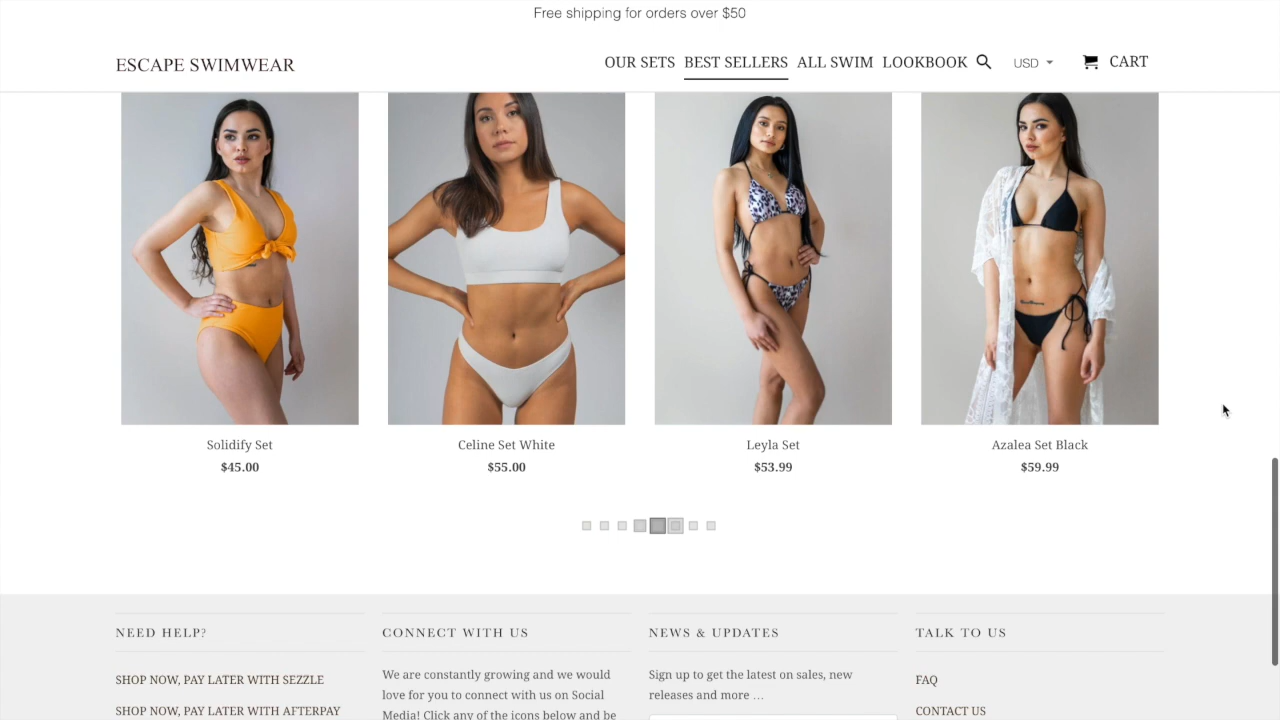 Free shipping for orders over $50
ESCAPE SWIMWEAR
OUR SETS BEST SELLERS ALL SWIM LOOKBOOK USD CART
Solidify Set
$45.00
Celine Set White
$55.00
Leyla Set
$53.99
Azalea Set Black
$59.99
NEED HELP?
SHOP NOW, PAY LATER WITH SEZZLE
SHOP NOW, PAY LATER WITH AFTERPAY
CONNECT WITH US
We are constantly growing and we would
love for you to connect with us on Social
Media! Click any of the icons below and be
NEWS & UPDATES
Sign up to get the latest on sales, new
releases and more …
TALK TO US
FAQ
CONTACT US